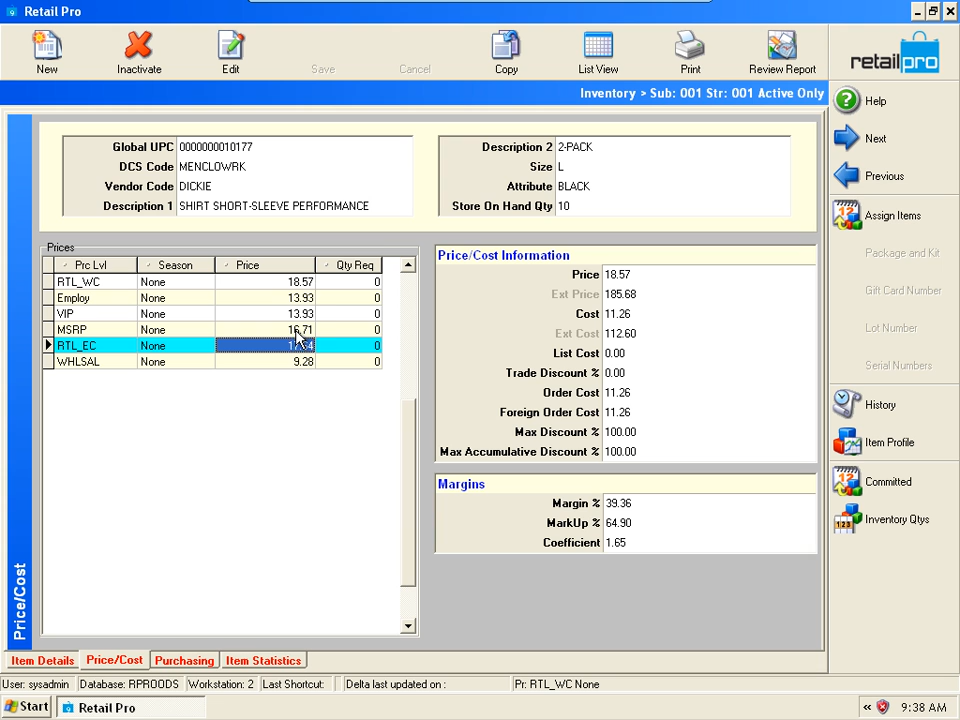 Retail Pro
New
Inactivate
Edit
Save
Cancel
Copy
List View
Print
Review Report
retailpro
Inventory > Sub: 001 Str: 001 Active Only
Help
Next
Previous
Assign Items
Package and Kit
Gift Card Number
Lot Number
Serial Numbers
History
Item Profile
Committed
Inventory Qtys
Global UPC 0000000010177
DCS Code MENCLOWRK
Vendor Code DICKIE
Description 1 SHIRT SHORT-SLEEVE PERFORMANCE
Description 2 2-PACK
Size L
Attribute BLACK
Store On Hand Qty 10
Prices
Prc Lvl Season Price Qty Req
RTL_WC None 18.57 0
Employ None 13.93 0
VIP None 13.93 0
MSRP None 16.71 0
RTL_EC None 0
WHLSAL None 9.28 0
Price/Cost Information
Price 18.57
Ext Price 185.68
Cost 11.26
Ext Cost 112.60
List Cost 0.00
Trade Discount % 0.00
Order Cost 11.26
Foreign Order Cost 11.26
Max Discount % 100.00
Max Accumulative Discount % 100.00
Margins
Margin % 39.36
MarkUp % 64.90
Coefficient 1.65
Price/Cost
Item Details Price/Cost Purchasing Item Statistics
User: sysadmin Database: RPROODS Workstation: 2 Last Shortcut: Delta last updated on : Pr: RTL_WC None
Start Retail Pro « 9:38 AM